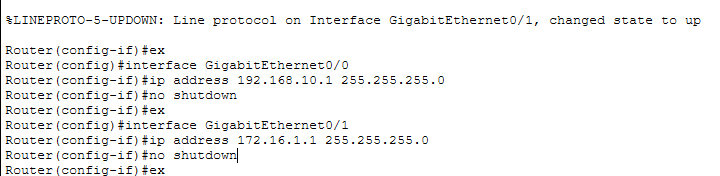 %LINEPROTO-5-UPDOWN: Line protocol on Interface GigabitEthernet0/1, changed state to up
Router(config-if)#ex
Router(config)#interface GigabitEthernet0/0
Router(config-if)#ip address 192.168.10.1 255.255.255.0
Router(config-if)#no shutdown
Router(config-if)#ex
Router(config)#interface GigabitEthernet0/1
Router(config-if)#ip address 172.16.1.1 255.255.255.0
Router(config-if)#no shutdown
Router(config-if)#ex